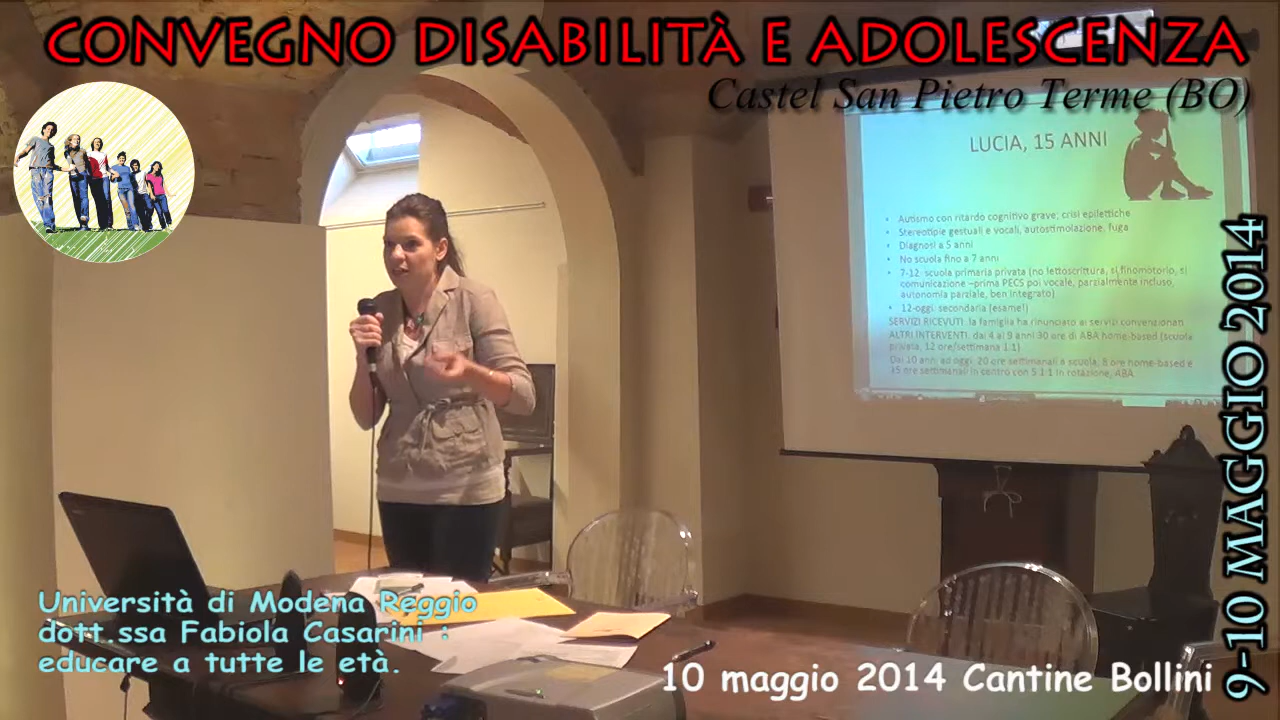 CONVEGNO DISABILITÀ E ADOLESCENZA
Castel San Pietro Terme (BO)
LUCIA, 15 ANNI
• Autismo con ritardo cognitivo grave; crisi epilettiche
• Stereotipie gestuali e vocali, autostimolazione, fuga
• Diagnosi a 5 anni
• No scuola fino a 7 anni
• 7-12: scuola primaria privata (no lettoscrittura, si finomotorio, si
comunicazione –prima PECS poi vocale, parzialmente incluso,
autonomia parziale, ben integrato)
• 12-oggi: secondaria (esame!)
SERVIZI RICEVUTI: la famiglia ha rinunciato ai servizi convenzionati
ALTRI INTERVENTI: dai 4 ai 9 anni 30 ore di ABA home-based (scuola
privata, 12 ore/settimana 1:1)
Dai 10 anni ad oggi: 20 ore settimanali a scuola, 8 ore home-based e
15 ore settimanali in centro con 5 1:1 in rotazione, ABA
9-10 MAGGIO 2014
Università di Modena Reggio
dott.ssa Fabiola Casarini :
educare a tutte le età.
10 maggio 2014 Cantine Bollini